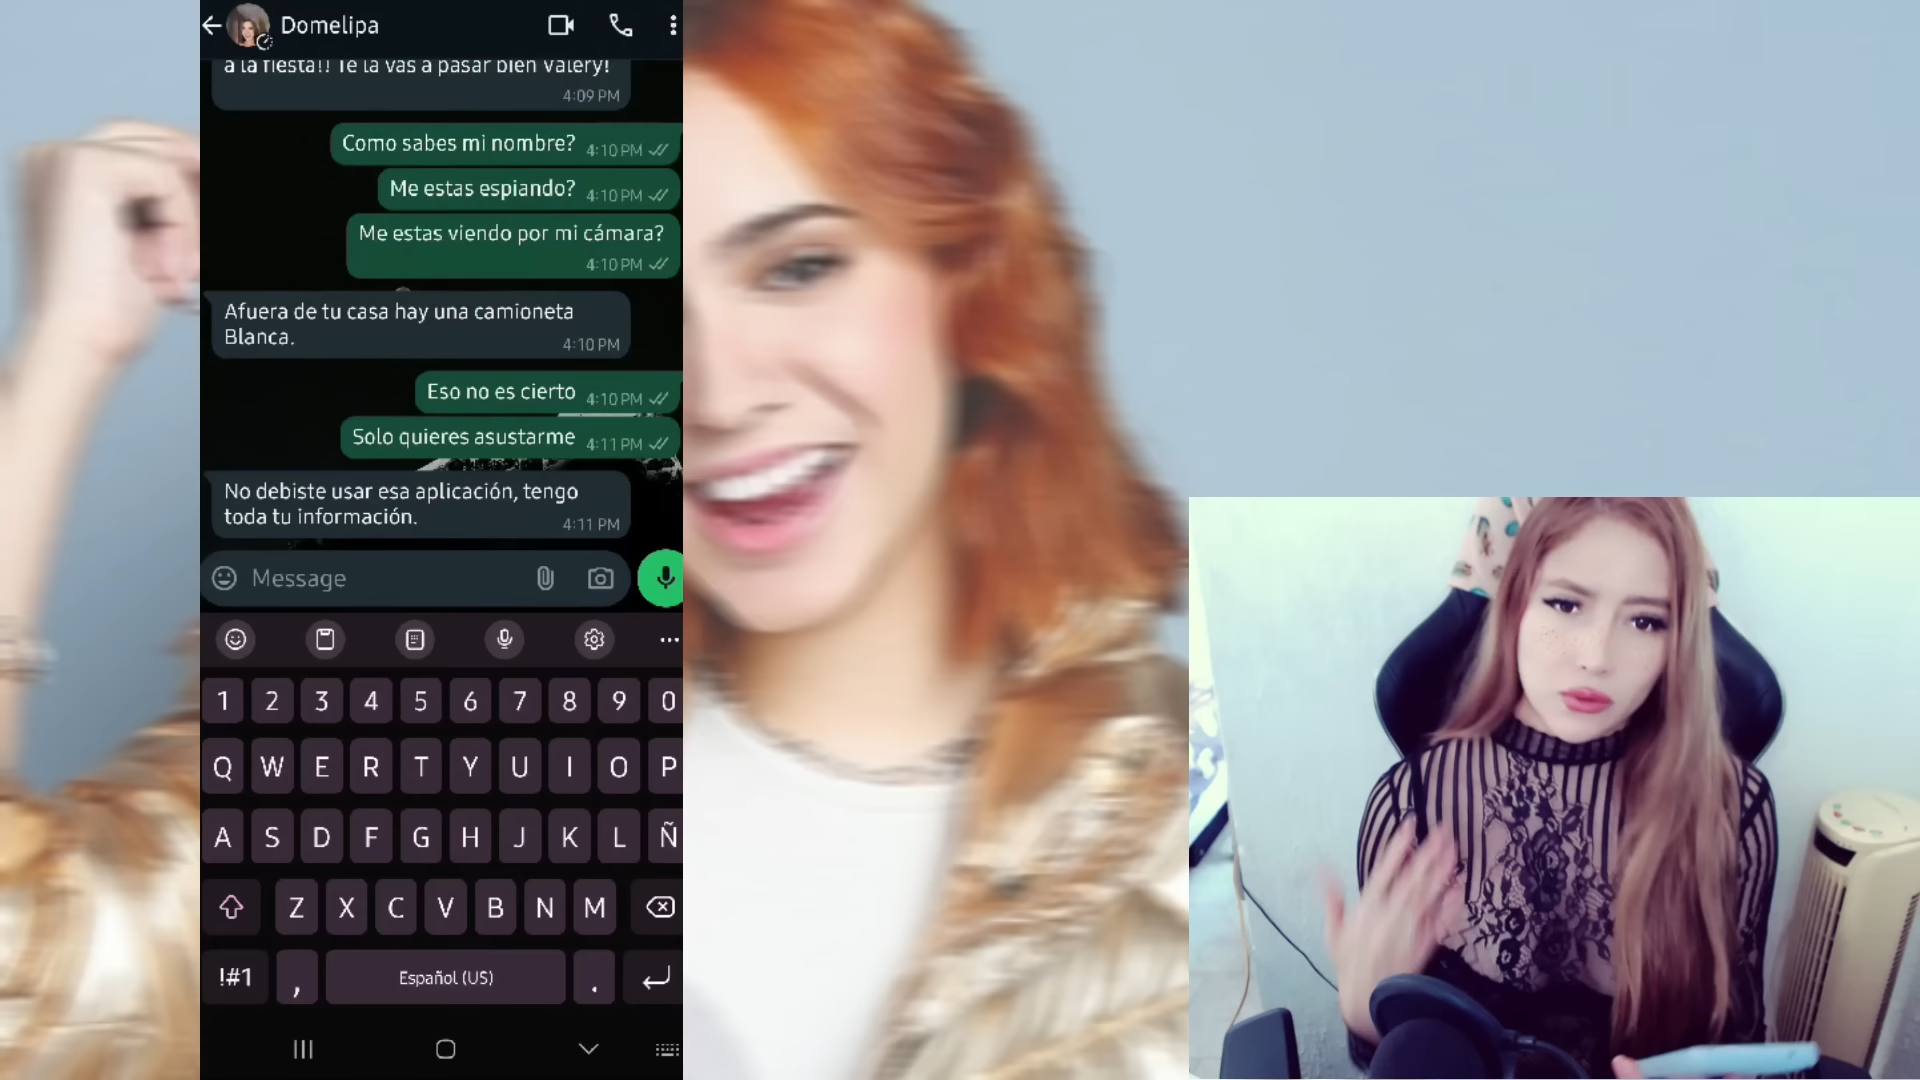 Domelipa
a la fiesta!! Te la vas a pasar bien Valery!
4:09 PM
Como sabes mi nombre? 4:10 PM
Me estas espiando? 4:10 PM
Me estas viendo por mi cámara?
4:10 PM
Afuera de tu casa hay una camioneta
Blanca.
4:10 PM
Eso no es cierto 4:10 PM
Solo quieres asustarme 4:11 PM
No debiste usar esa aplicación, tengo
toda tu información.
4:11 PM
Message
1 2 3 4 5 6 7 8 9 0
Q W E R T Y U I O P
A S D F G H J K L Ñ
Z X C V B N M
!#1 , Español (US) .